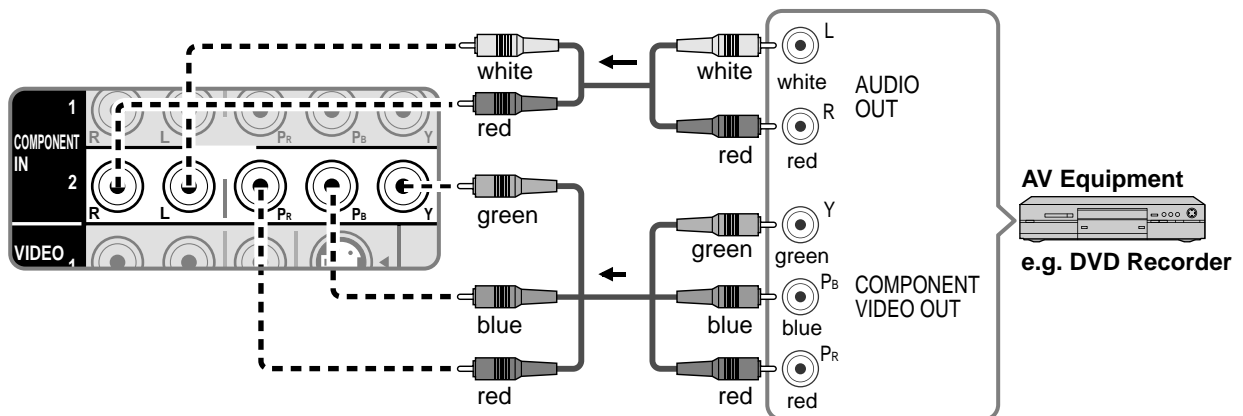 1
COMPONENT
IN
2
R
L
PR
PB
Y
R
L
PR
PB
Y
VIDEO
1
white
red
green
blue
red
white
red
green
blue
red
L
white
R
red
AUDIO
OUT
Y
green
PB
blue
PR
red
COMPONENT
VIDEO OUT
AV Equipment
e.g. DVD Recorder